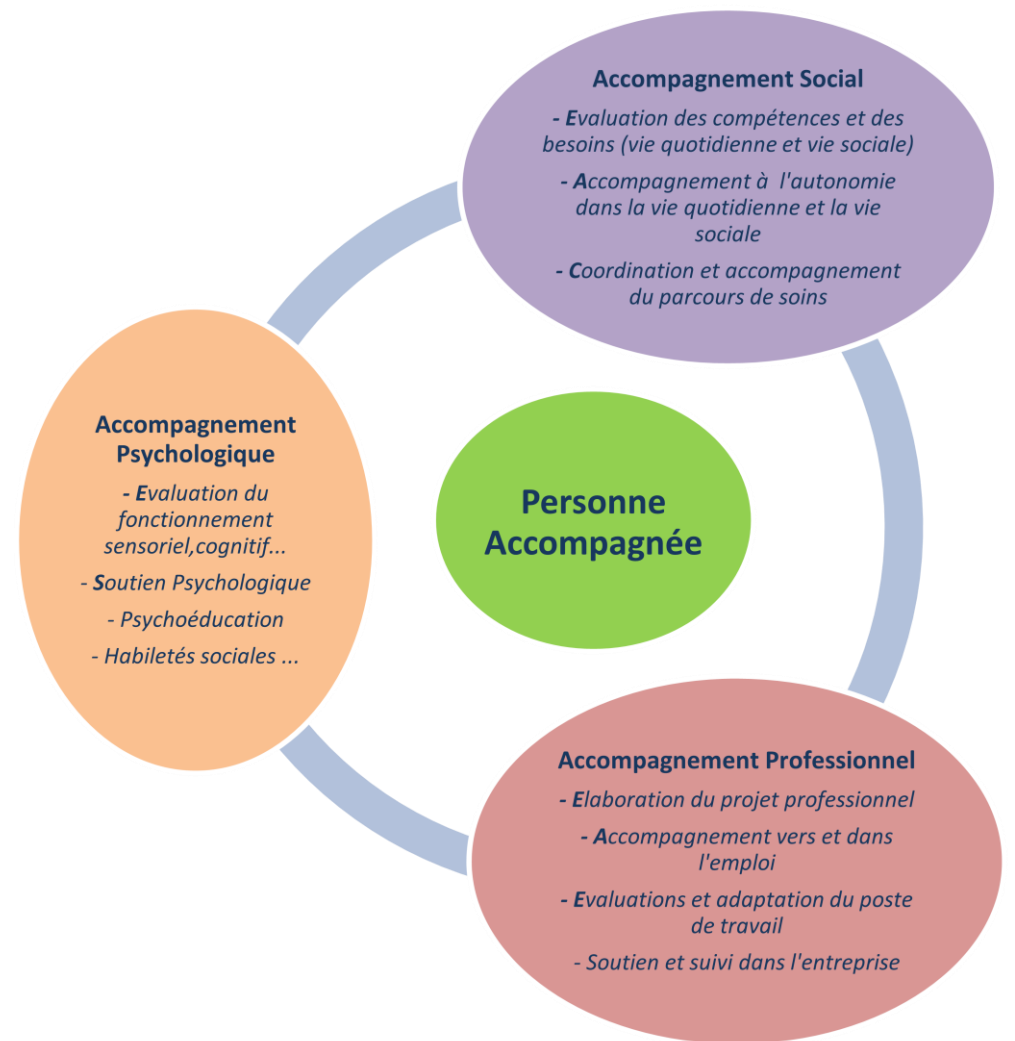 Accompagnement Social
- Evaluation des compétences et des
besoins (vie quotidienne et vie sociale)
- Accompagnement à  l'autonomie
dans la vie quotidienne et la vie
sociale
- Coordination et accompagnement
du parcours de soins
Accompagnement
Psychologique
- Evaluation du
fonctionnement
sensoriel,cognitif...
- Soutien Psychologique
- Psychoéducation
- Habiletés sociales ...
Personne
Accompagnée
Accompagnement Professionnel
- Elaboration du projet professionnel
- Accompagnement vers et dans
l'emploi
- Evaluations et adaptation du poste
de travail
- Soutien et suivi dans l'entreprise